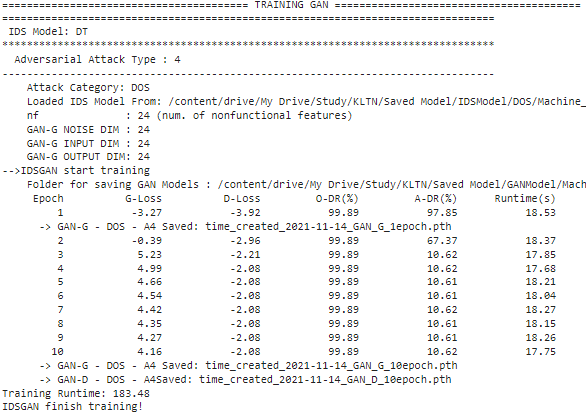 ======================================== TRAINING GAN ========================================
================================================================================
IDS Model: DT
********************************************************************************
Adversarial Attack Type : 4
--------------------------------------------------------------------------------
Attack Category: DOS
Loaded IDS Model From: /content/drive/My Drive/Study/KLTN/Saved Model/IDSModel/DOS/Machine_
nf : 24 (num. of nonfunctional features)
GAN-G NOISE DIM : 24
GAN-G INPUT DIM : 24
GAN-G OUTPUT DIM: 24
-->IDSGAN start training
Folder for saving GAN Models : /content/drive/My Drive/Study/KLTN/Saved Model/GANModel/Mach
Epoch G-Loss D-Loss O-DR(%) A-DR(%) Runtime(s)
1 -3.27 -3.92 99.89 97.85 18.53
-> GAN-G - DOS - A4 Saved: time_created_2021-11-14_GAN_G_1epoch.pth
2 -0.39 -2.96 99.89 67.37 18.37
3 5.23 -2.21 99.89 10.62 17.85
4 4.99 -2.08 99.89 10.62 17.68
5 4.66 -2.08 99.89 10.61 18.21
6 4.54 -2.08 99.89 10.61 18.04
7 4.42 -2.08 99.89 10.62 18.27
8 4.35 -2.08 99.89 10.62 18.15
9 4.27 -2.08 99.89 10.61 18.26
10 4.16 -2.08 99.89 10.62 17.75
-> GAN-G - DOS - A4 Saved: time_created_2021-11-14_GAN_G_10epoch.pth
-> GAN-D - DOS - A4Saved: time_created_2021-11-14_GAN_D_10epoch.pth
Training Runtime: 183.48
IDSGAN finish training!